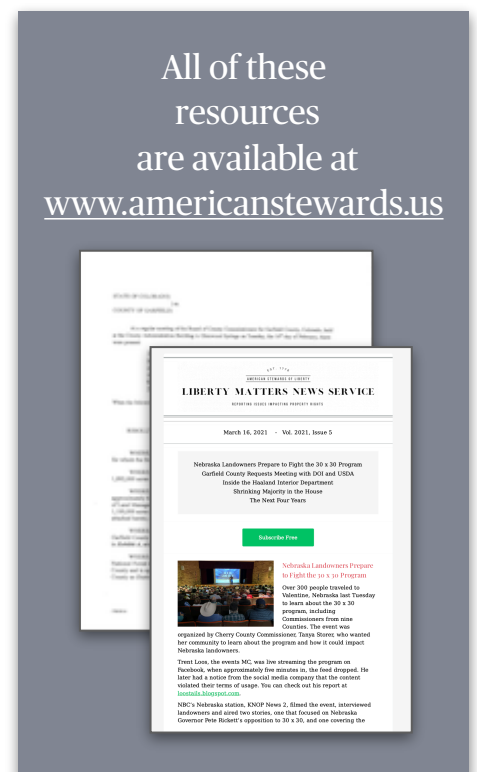 All of these
resources
are available at
www.americanstewards.us
STATE OF COLORADO
COUNTY OF GARFIELD
EST. 1992
AMERICAN STEWARDS OF LIBERTY
LIBERTY MATTERS NEWS SERVICE
REPORTING ISSUES IMPACTING PROPERTY RIGHTS
March 16, 2021 - Vol. 2021, Issue 5
Nebraska Landowners Prepare to Fight the 30 x 30 Program
Garfield County Requests Meeting with DOI and USDA
Inside the Haaland Interior Department
Shrinking Majority in the House
The Next Four Years
Subscribe Free
Nebraska Landowners Prepare
to Fight the 30 x 30 Program
Over 300 people traveled to
Valentine, Nebraska last Tuesday
to learn about the 30 x 30
program, including
Commissioners from nine
Counties. The event was
organized by Cherry County Commissioner, Tanya Storer, who wanted
her community to learn about the program and how it could impact
Nebraska landowners.
Trent Loos, the events MC, was live streaming the program on
Facebook, when approximately five minutes in, the feed dropped. He
later had a notice from the social media company that the content
violated their terms of usage. You can check out his report at
loostails.blogspot.com.
NBC's Nebraska station, KNOP News 2, filmed the event, interviewed
landowners and aired two stories, one that focused on Nebraska
Governor Pete Rickett's opposition to 30 x 30, and one covering the